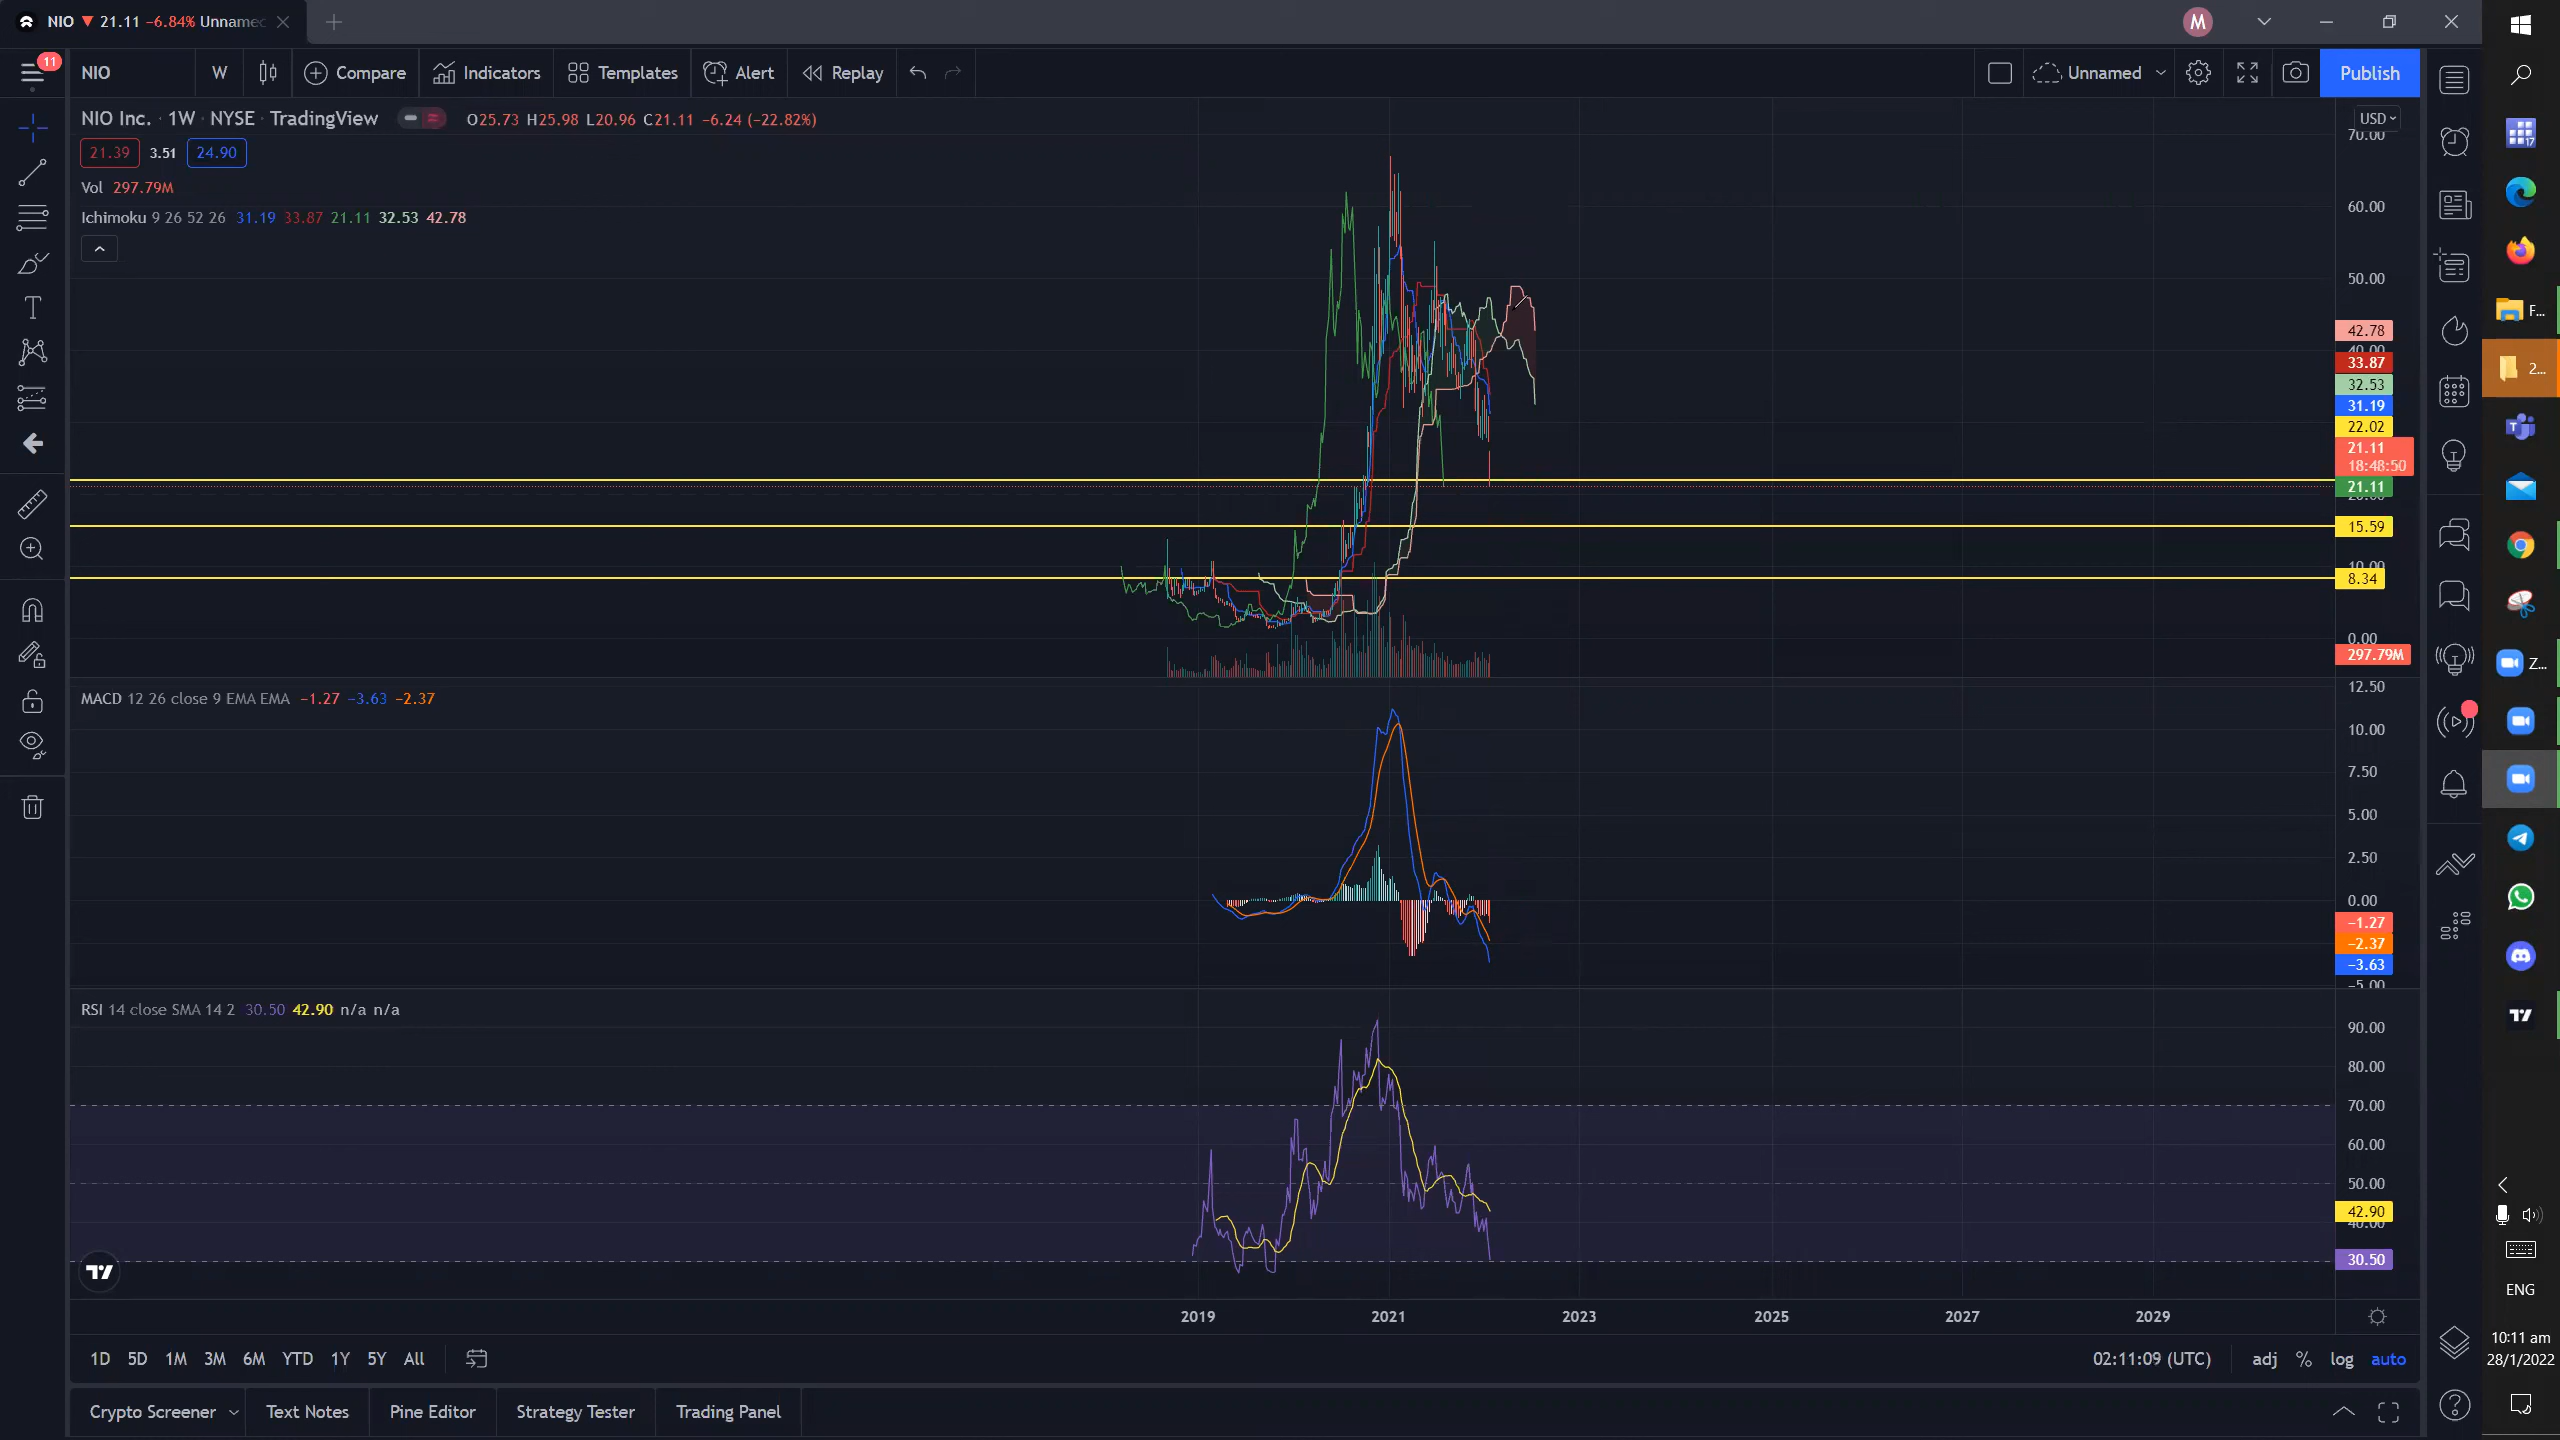 NIO ▼ 21.11 −6.84% Unnamed
M
11
NIO W Compare Indicators Templates Alert Replay Unnamed Publish
NIO Inc. · 1W · NYSE · TradingView O25.73 H25.98 L20.96 C21.11 −6.24 (−22.82%)
21.39 3.51 24.90
Vol 297.79M
Ichimoku 9 26 52 26 31.19 33.87 21.11 32.53 42.78
USD
70.00
60.00
50.00
42.78
33.87
32.53
31.19
22.02
21.11
18:48:50
21.11
15.59
10.00
8.34
0.00
297.79M
MACD 12 26 close 9 EMA EMA −1.27 −3.63 −2.37
12.50
10.00
7.50
5.00
2.50
0.00
−1.27
−2.37
−3.63
−5.00
RSI 14 close SMA 14 2 30.50 42.90 n/a n/a
90.00
80.00
70.00
60.00
50.00
42.90
40.00
30.50
2019 2021 2023 2025 2027 2029
1D 5D 1M 3M 6M YTD 1Y 5Y All 02:11:09 (UTC) adj % log auto
Crypto Screener Text Notes Pine Editor Strategy Tester Trading Panel
17
F...
2...
Z...
ENG
10:11 am
28/1/2022